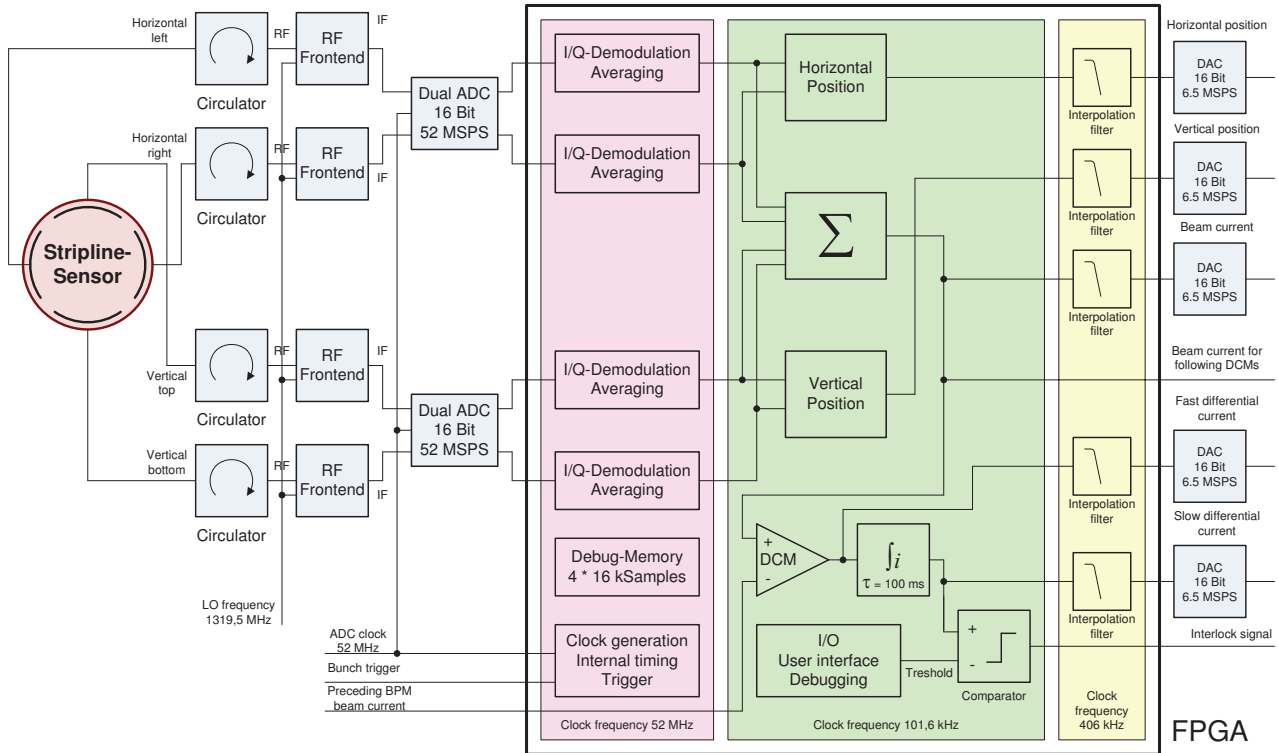 Horizontal
left
Circulator
RF
RF
Frontend
IF
Horizontal
right
Circulator
RF
RF
Frontend
IF
Dual ADC
16 Bit
52 MSPS
Stripline-
Sensor
Vertical
top
Circulator
RF
RF
Frontend
IF
Vertical
bottom
Circulator
RF
RF
Frontend
IF
Dual ADC
16 Bit
52 MSPS
LO frequency
1319,5 MHz
ADC clock
52 MHz
Bunch trigger
Preceding BPM
beam current
I/Q-Demodulation
Averaging
I/Q-Demodulation
Averaging
I/Q-Demodulation
Averaging
I/Q-Demodulation
Averaging
Debug-Memory
4 * 16 kSamples
Clock generation
Internal timing
Trigger
Clock frequency 52 MHz
Horizontal
Position
Σ
Vertical
Position
+
DCM
-
∫i
τ = 100 ms
I/O
User interface
Debugging
Treshold
+
-
Comparator
Clock frequency 101,6 kHz
Interpolation
filter
Interpolation
filter
Interpolation
filter
Interpolation
filter
Interpolation
filter
Clock
frequency
406 kHz
FPGA
Horizontal position
DAC
16 Bit
6.5 MSPS
Vertical position
DAC
16 Bit
6.5 MSPS
Beam current
DAC
16 Bit
6.5 MSPS
Beam current for
following DCMs
Fast differential
current
DAC
16 Bit
6.5 MSPS
Slow differential
current
DAC
16 Bit
6.5 MSPS
Interlock signal